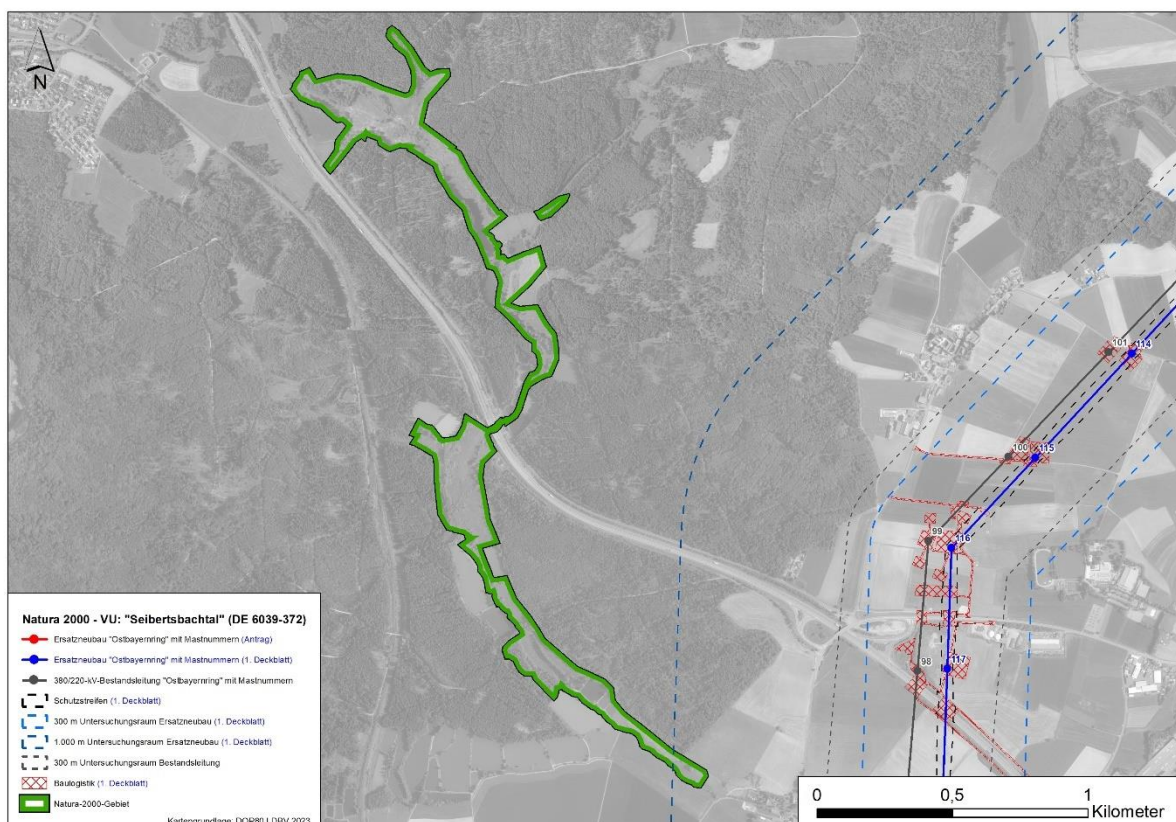 N
101
114
100
115
99
116
98
117
Natura 2000 - VU: "Seibertsbachtal" (DE 6039-372)
Ersatzneubau "Ostbayernring" mit Mastnummern (Antrag)
Ersatzneubau "Ostbayernring" mit Mastnummern (1. Deckblatt)
380/220-kV-Bestandsleitung "Ostbayernring" mit Mastnummern
Schutzstreifen (1. Deckblatt)
300 m Untersuchungsraum Ersatzneubau (1. Deckblatt)
1.000 m Untersuchungsraum Ersatzneubau (1. Deckblatt)
300 m Untersuchungsraum Bestandsleitung
Baulogistik (1. Deckblatt)
Natura-2000-Gebiet
Kartengrundlage: DOP80 LDBV 2023
0 0,5 1
Kilometer